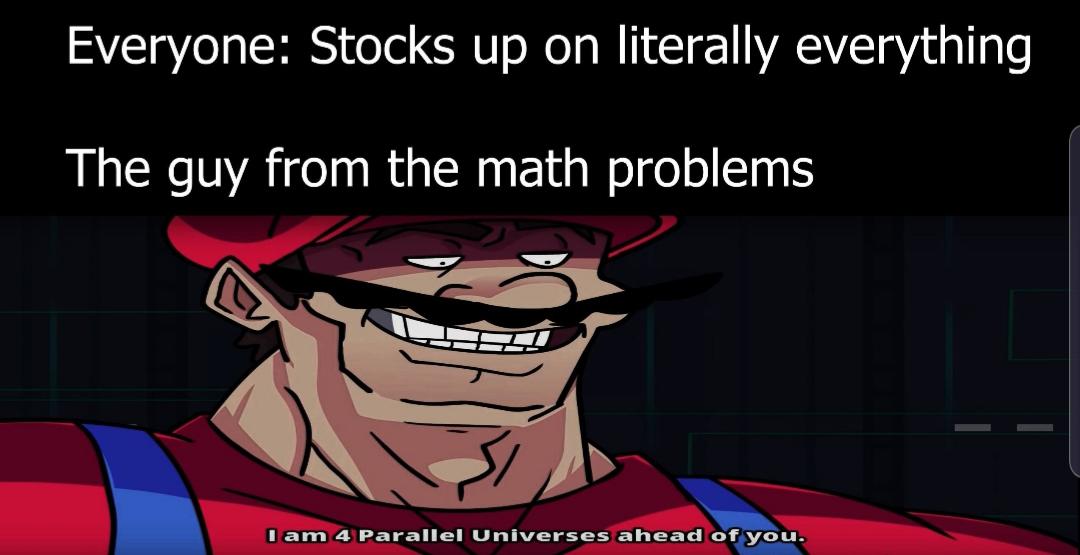 Everyone: Stocks up on literally everything
The guy from the math problems
I am 4 Parallel Universes ahead of you.